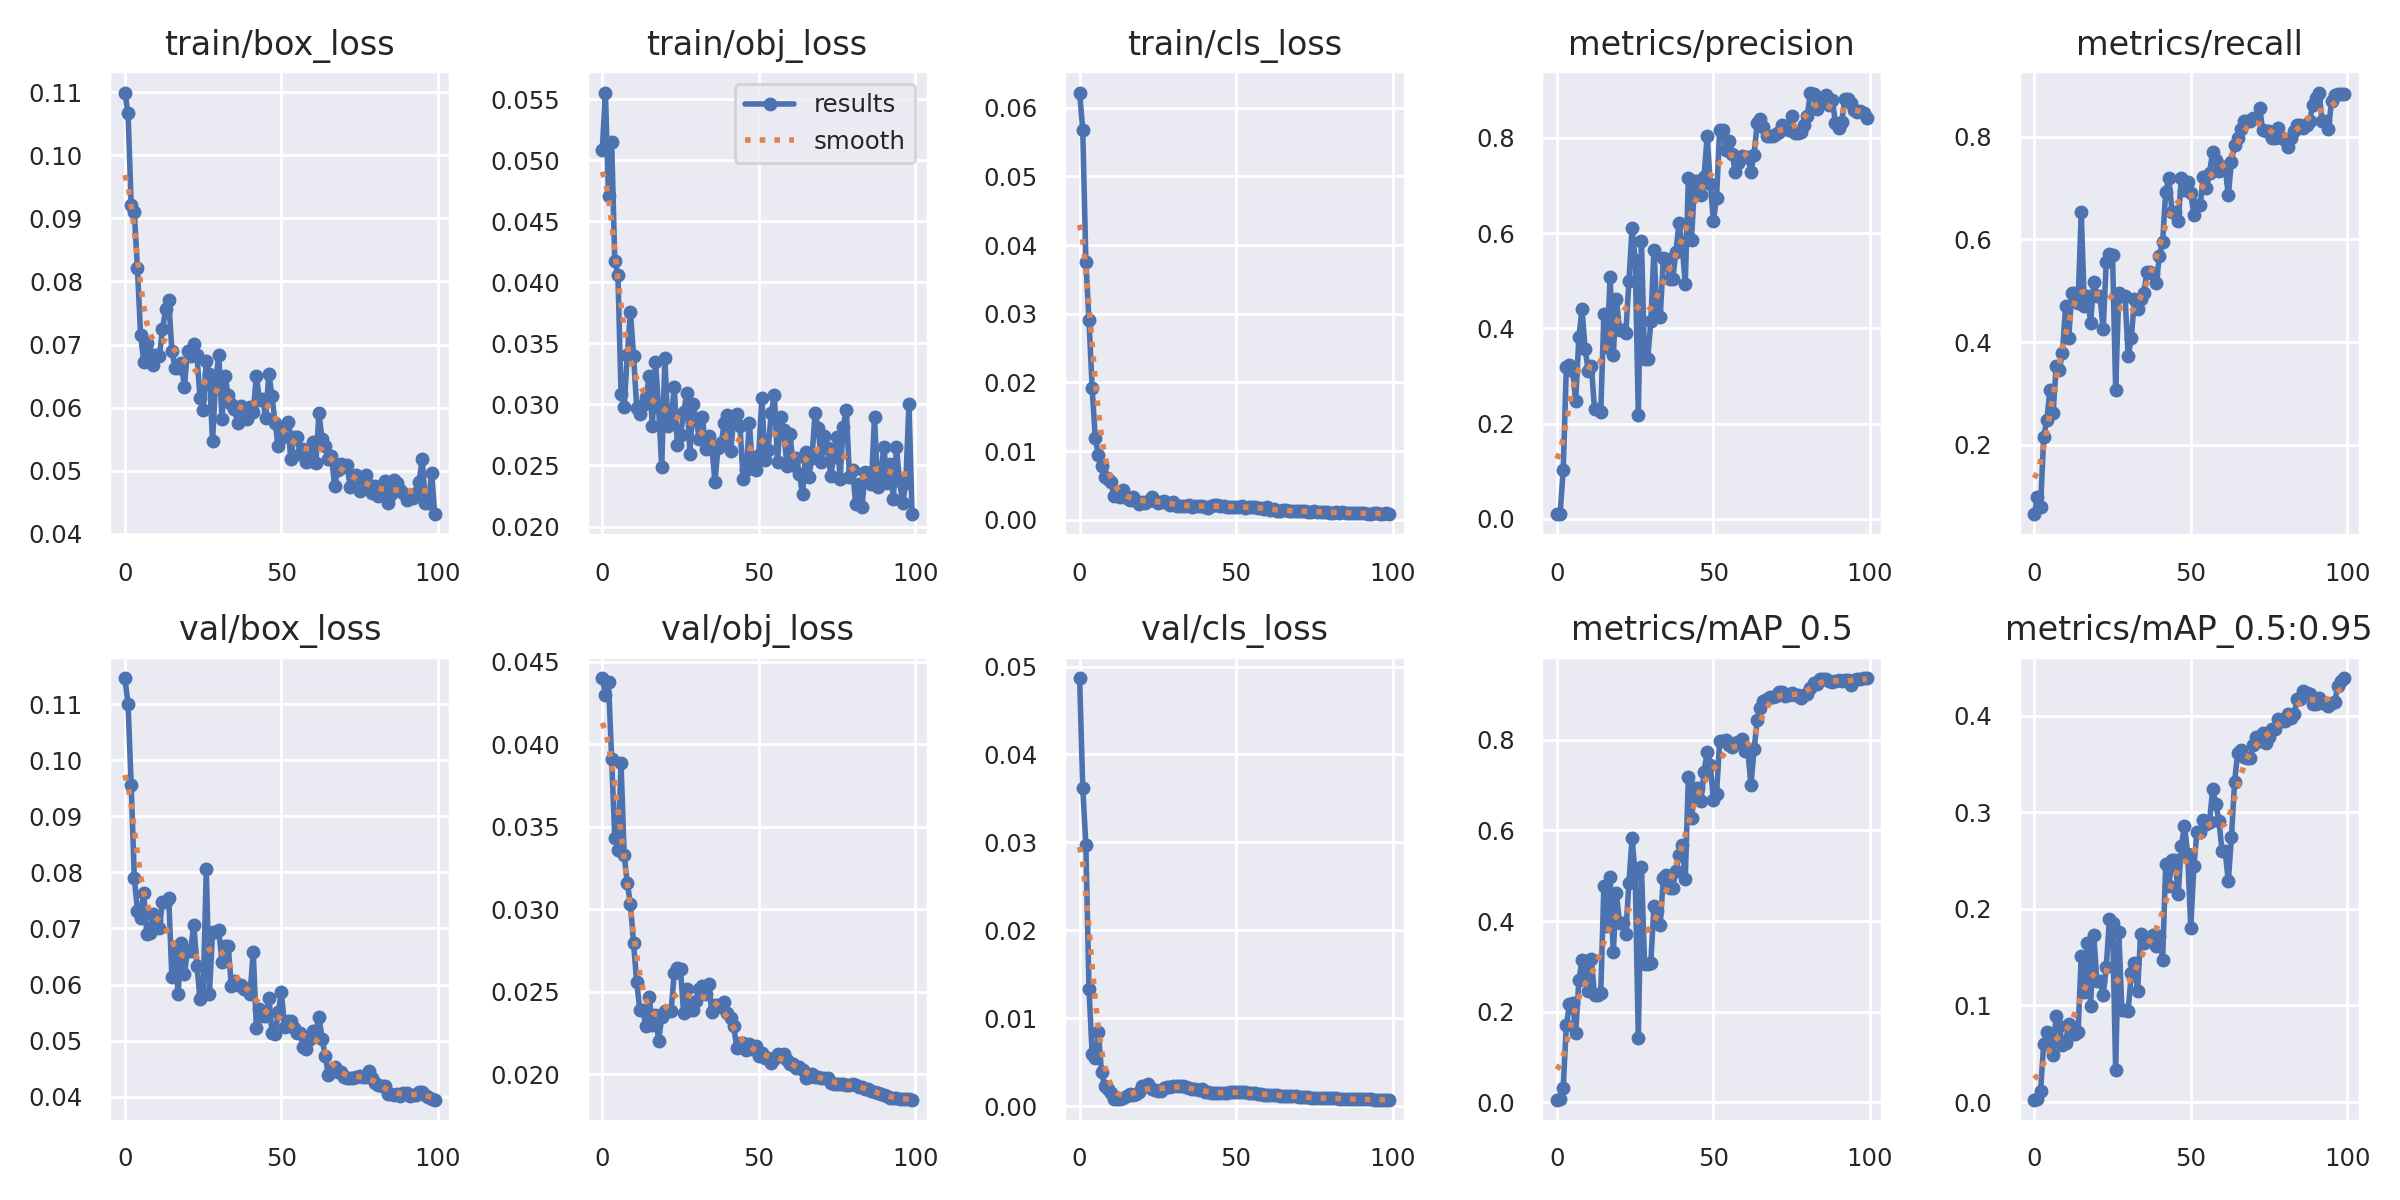 train/box_loss
0.11
0.10
0.09
0.08
0.07
0.06
0.05
0.04
0 50 100
train/obj_loss
results
smooth
0.055
0.050
0.045
0.040
0.035
0.030
0.025
0.020
0 50 100
train/cls_loss
0.06
0.05
0.04
0.03
0.02
0.01
0.00
0 50 100
metrics/precision
0.8
0.6
0.4
0.2
0.0
0 50 100
metrics/recall
0.8
0.6
0.4
0.2
0 50 100
val/box_loss
0.11
0.10
0.09
0.08
0.07
0.06
0.05
0.04
0 50 100
val/obj_loss
0.045
0.040
0.035
0.030
0.025
0.020
0 50 100
val/cls_loss
0.05
0.04
0.03
0.02
0.01
0.00
0 50 100
metrics/mAP_0.5
0.8
0.6
0.4
0.2
0.0
0 50 100
metrics/mAP_0.5:0.95
0.4
0.3
0.2
0.1
0.0
0 50 100